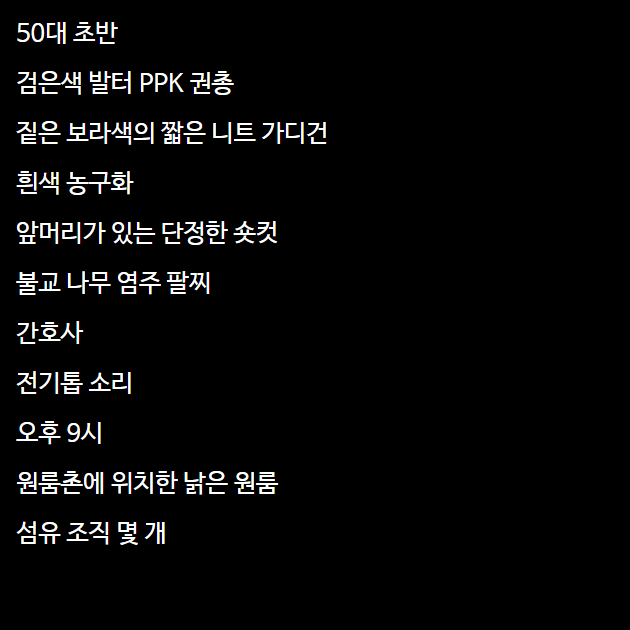 50대 초반
검은색 발터 PPK 권총
짙은 보라색의 짧은 니트 가디건
흰색 농구화
앞머리가 있는 단정한 숏컷
불교 나무 염주 팔찌
간호사
전기톱 소리
오후 9시
원룸촌에 위치한 낡은 원룸
섬유 조직 몇 개